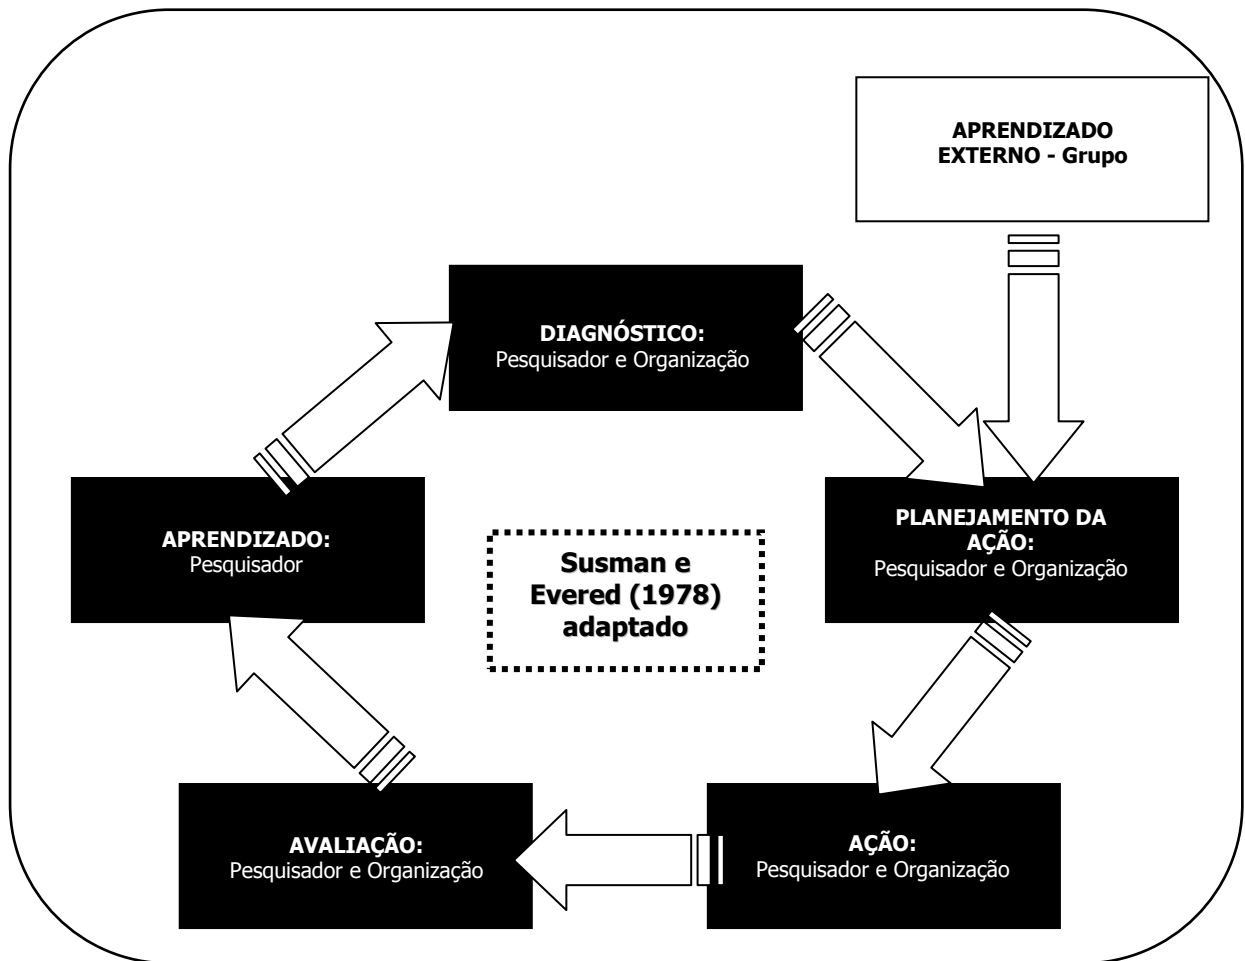 APRENDIZADO
EXTERNO - Grupo
DIAGNÓSTICO:
Pesquisador e Organização
PLANEJAMENTO DA
AÇÃO:
Pesquisador e Organização
APRENDIZADO:
Pesquisador
Susman e
Evered (1978)
adaptado
AVALIAÇÃO:
Pesquisador e Organização
AÇÃO:
Pesquisador e Organização